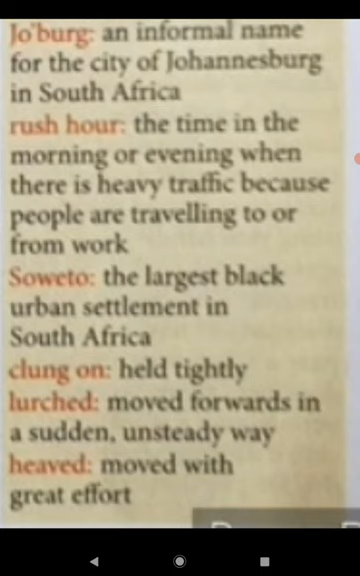 Jo'burg: an informal name
for the city of Johannesburg
in South Africa
rush hour: the time in the
morning or evening when
there is heavy traffic because
people are travelling to or
from work
Soweto: the largest black
urban settlement in
South Africa
clung on: held tightly
lurched: moved forwards in
a sudden, unsteady way
heaved: moved with
great effort